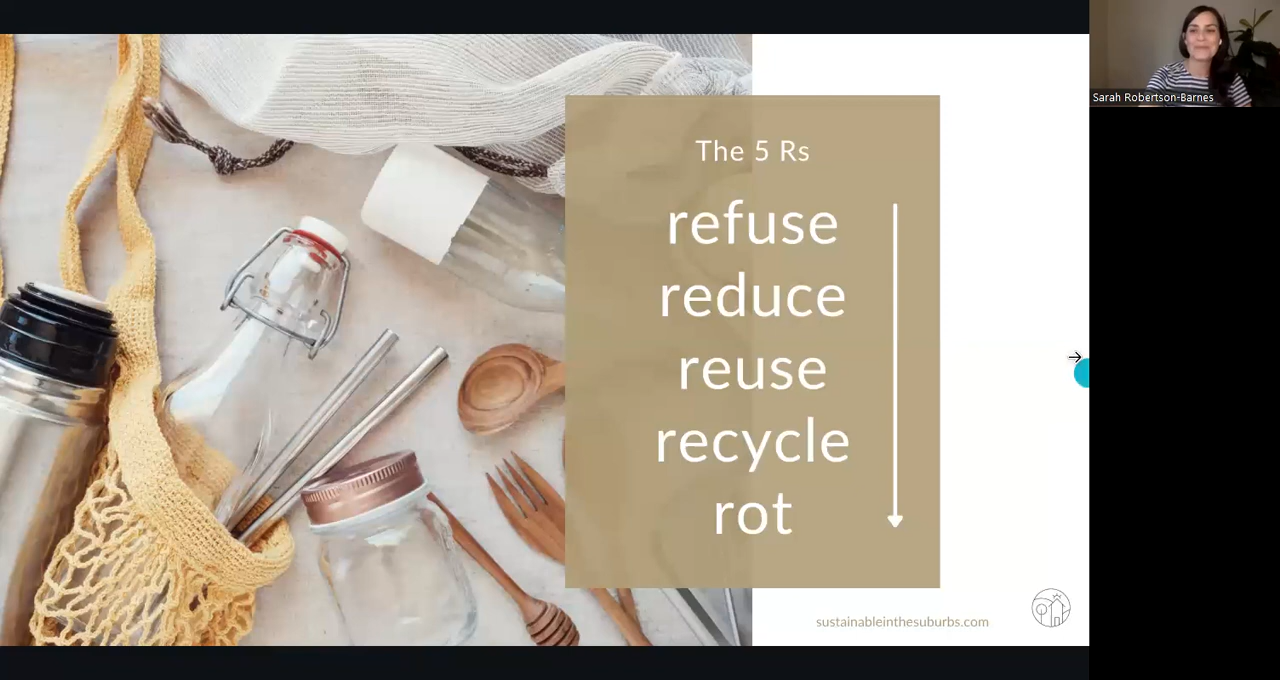 The 5 Rs
refuse
reduce
reuse
recycle
rot
sustainableinthesuburbs.com
Sarah Robertson-Barnes